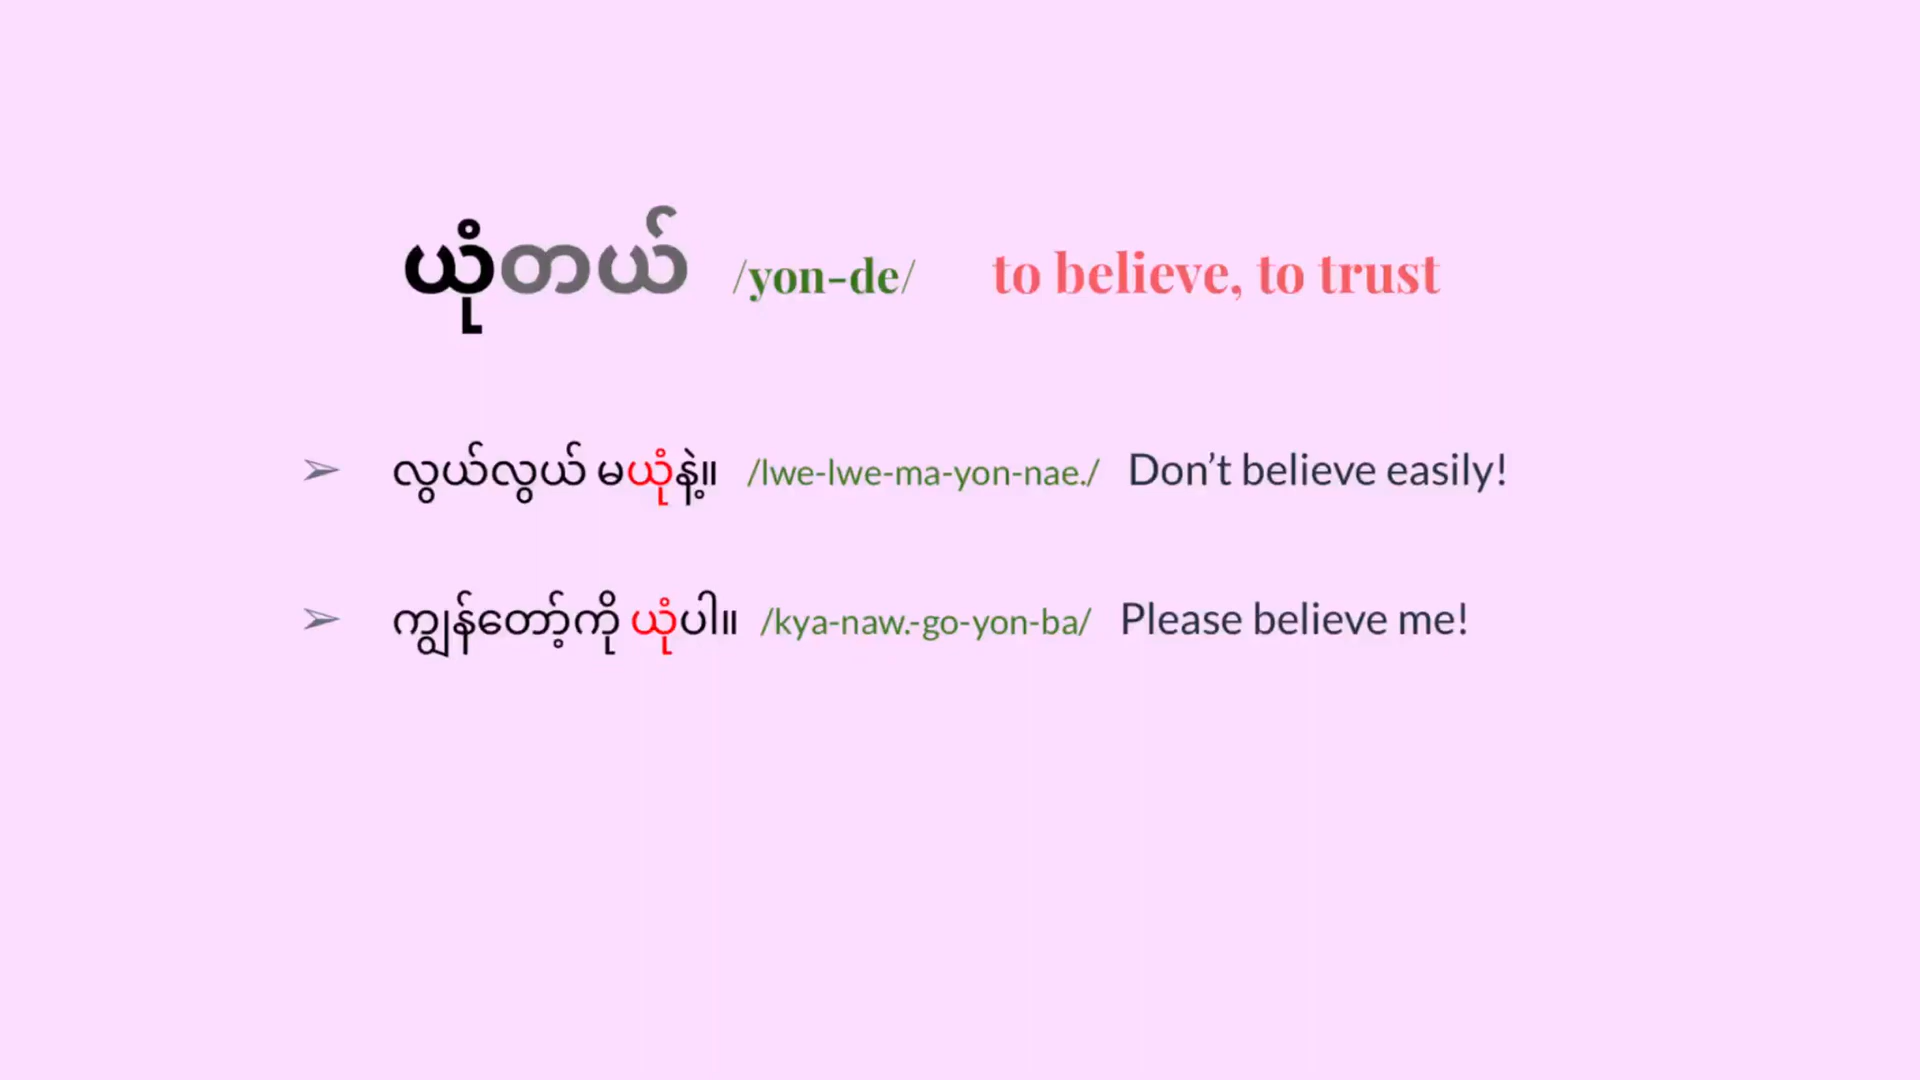 ယုံတယ် /yon-de/ to believe, to trust
➢ လွယ်လွယ် မယုံနဲ့။ /lwe-lwe-ma-yon-nae./ Don’t believe easily!
➢ ကျွန်တော့်ကို ယုံပါ။ /kya-naw.-go-yon-ba/ Please believe me!